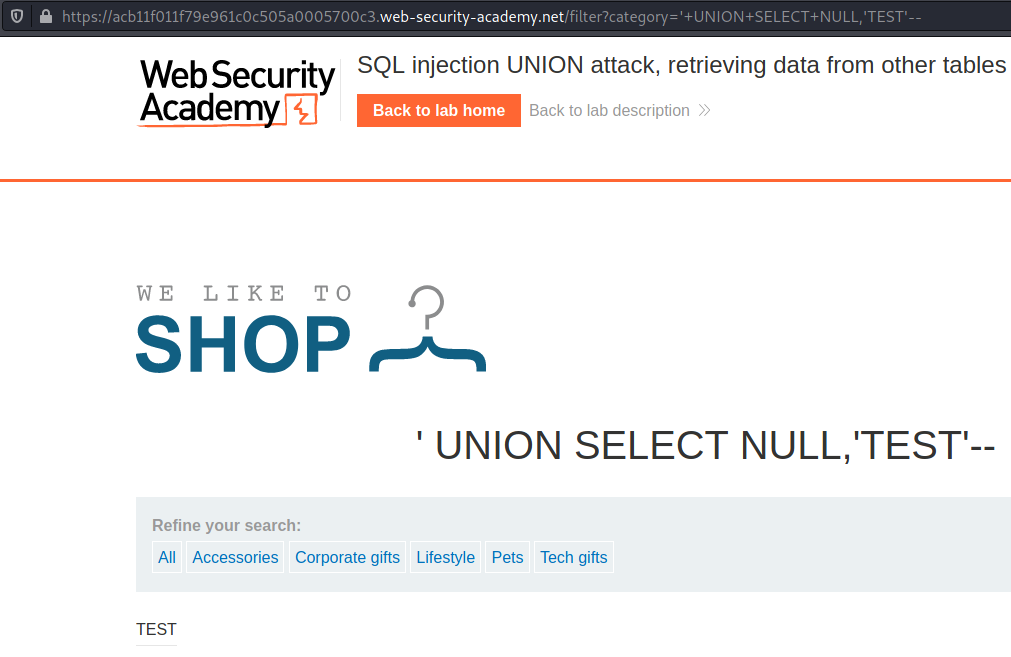 https://acb11f011f79e961c0c505a0005700c3.web-security-academy.net/filter?category='+UNION+SELECT+NULL,'TEST'--
WebSecurity
Academy
SQL injection UNION attack, retrieving data from other tables
Back to lab home
Back to lab description
WE LIKE TO
SHOP
' UNION SELECT NULL,'TEST'--
Refine your search:
All Accessories Corporate gifts Lifestyle Pets Tech gifts
TEST